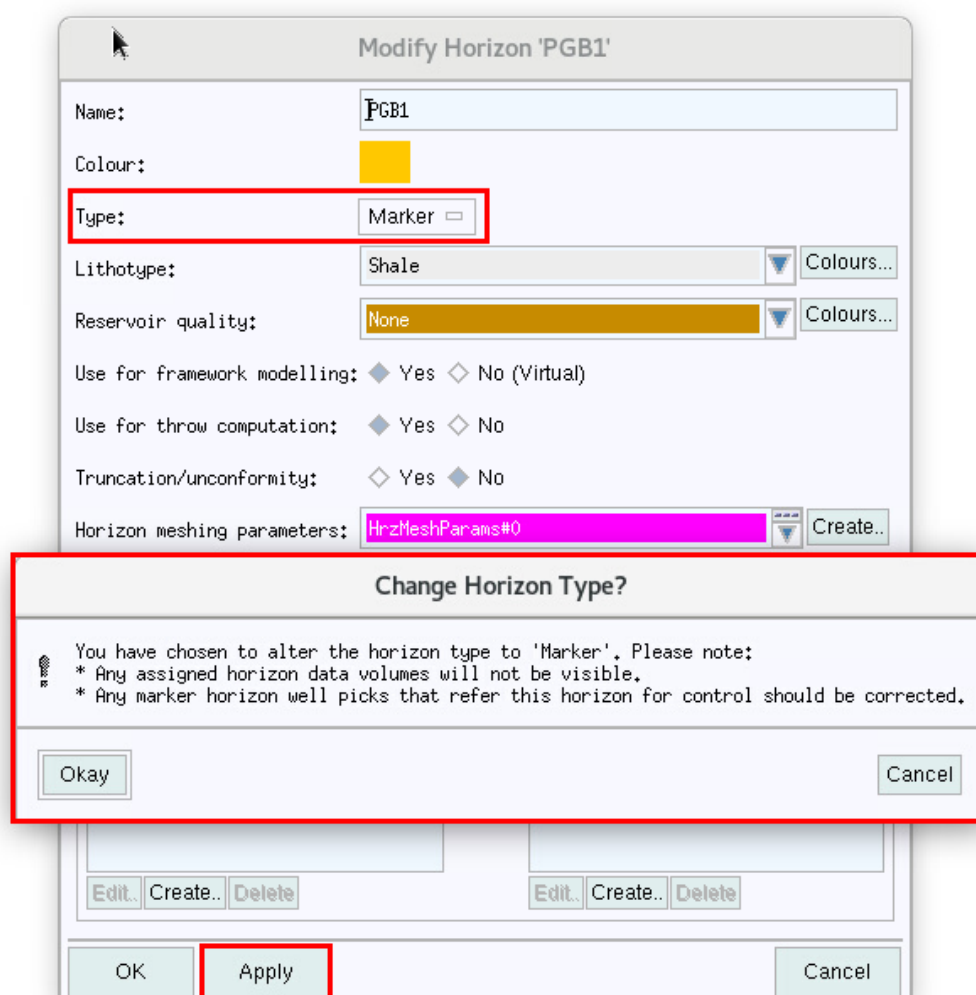 Modify Horizon 'PGB1'
Name: PGB1
Colour:
Type: Marker
Lithotype: Shale Colours...
Reservoir quality: None Colours...
Use for framework modelling: Yes No (Virtual)
Use for throw computation: Yes No
Truncation/unconformity: Yes No
Horizon meshing parameters: HrzMeshParams#0 Create..
Change Horizon Type?
You have chosen to alter the horizon type to 'Marker'. Please note:
* Any assigned horizon data volumes will not be visible.
* Any marker horizon well picks that refer this horizon for control should be corrected.
Okay Cancel
Edit.. Create.. Delete Edit.. Create.. Delete
OK Apply Cancel